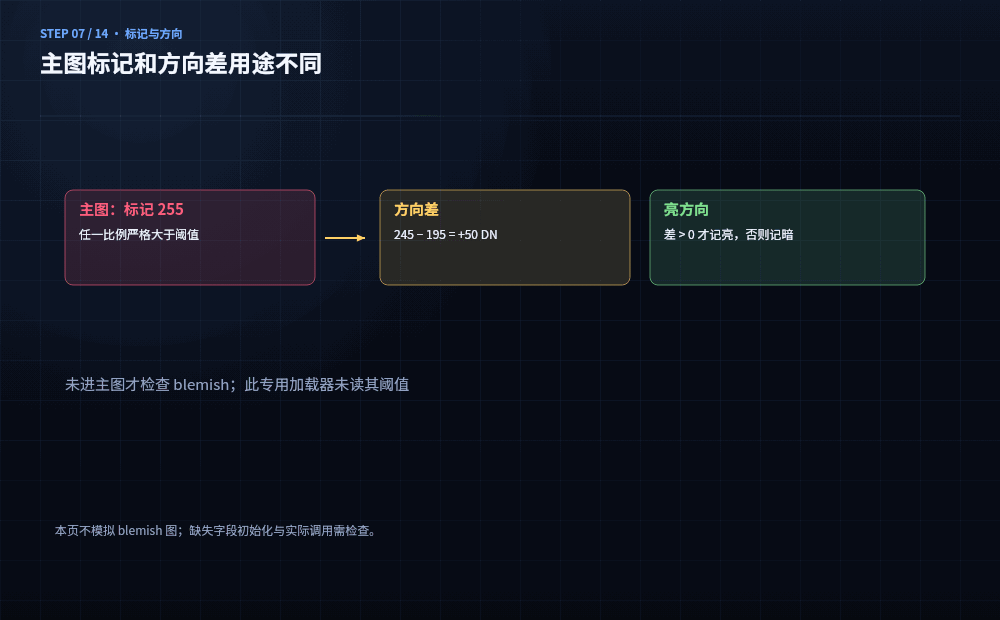 STEP 07 / 14 • 标记与方向
主图标记和方向差用途不同
主图：标记 255
任一比例严格大于阈值
方向差
245 − 195 = +50 DN
亮方向
差 > 0 才记亮，否则记暗
未进主图才检查 blemish；此专用加载器未读其阈值
本页不模拟 blemish 图；缺失字段初始化与实际调用需检查。